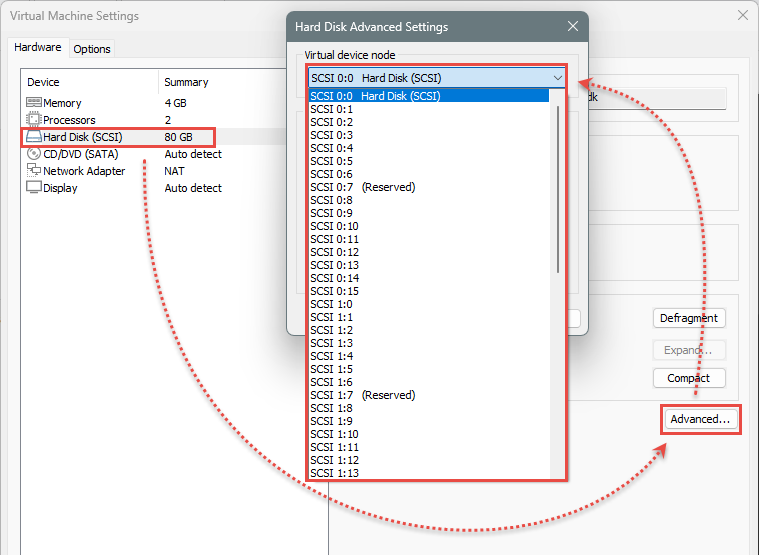 Virtual Machine Settings
Hardware
Options
Device Summary
Memory 4 GB
Processors 2
Hard Disk (SCSI) 80 GB
CD/DVD (SATA) Auto detect
Network Adapter NAT
Display Auto detect
Hard Disk Advanced Settings
Virtual device node
SCSI 0:0 Hard Disk (SCSI)
SCSI 0:0 Hard Disk (SCSI)
SCSI 0:1
SCSI 0:2
SCSI 0:3
SCSI 0:4
SCSI 0:5
SCSI 0:6
SCSI 0:7 (Reserved)
SCSI 0:8
SCSI 0:9
SCSI 0:10
SCSI 0:11
SCSI 0:12
SCSI 0:13
SCSI 0:14
SCSI 0:15
SCSI 1:0
SCSI 1:1
SCSI 1:2
SCSI 1:3
SCSI 1:4
SCSI 1:5
SCSI 1:6
SCSI 1:7 (Reserved)
SCSI 1:8
SCSI 1:9
SCSI 1:10
SCSI 1:11
SCSI 1:12
SCSI 1:13
dk
Defragment
Expand...
Compact
Advanced...